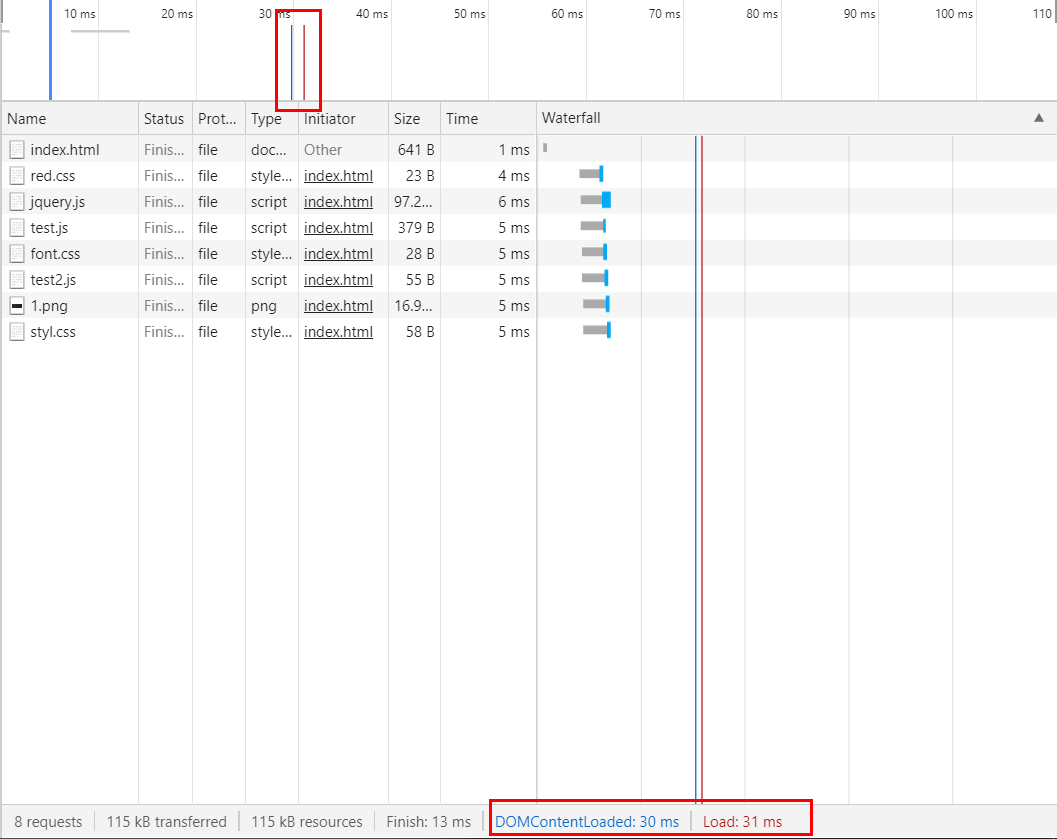 10 ms 20 ms 30 ms 40 ms 50 ms 60 ms 70 ms 80 ms 90 ms 100 ms 110
Name Status Prot... Type Initiator Size Time Waterfall
index.html Finis... file doc... Other 641 B 1 ms
red.css Finis... file style... index.html 23 B 4 ms
jquery.js Finis... file script index.html 97.2... 6 ms
test.js Finis... file script index.html 379 B 5 ms
font.css Finis... file style... index.html 28 B 5 ms
test2.js Finis... file script index.html 55 B 5 ms
1.png Finis... file png index.html 16.9... 5 ms
styl.css Finis... file style... index.html 58 B 5 ms
8 requests 115 kB transferred 115 kB resources Finish: 13 ms DOMContentLoaded: 30 ms Load: 31 ms